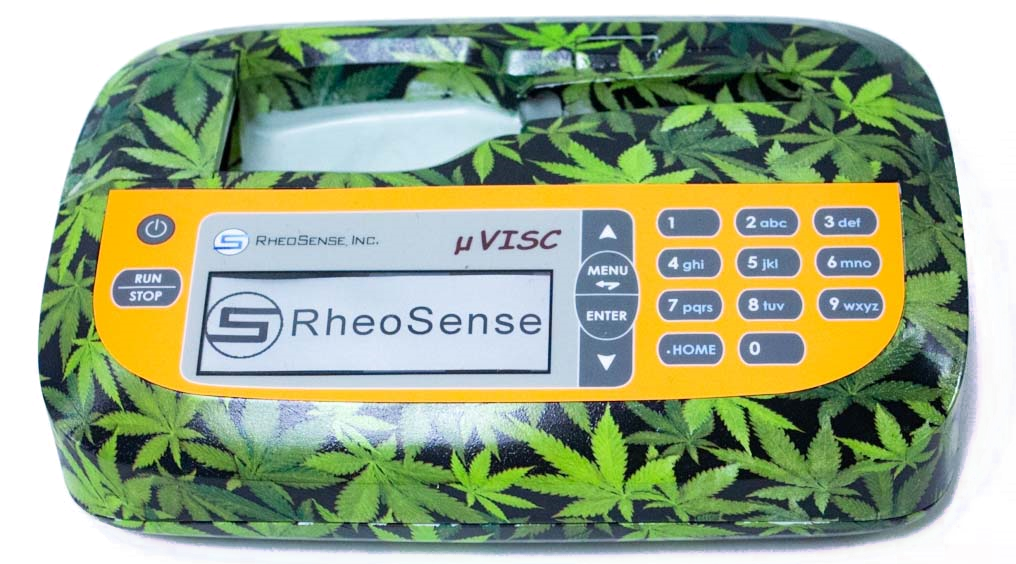 RHEOSENSE, INC.
µVISC
RheoSense
RUN
STOP
MENU
ENTER
1
2 abc
3 def
4 ghi
5 jkl
6 mno
7 pqrs
8 tuv
9 wxyz
.HOME
0